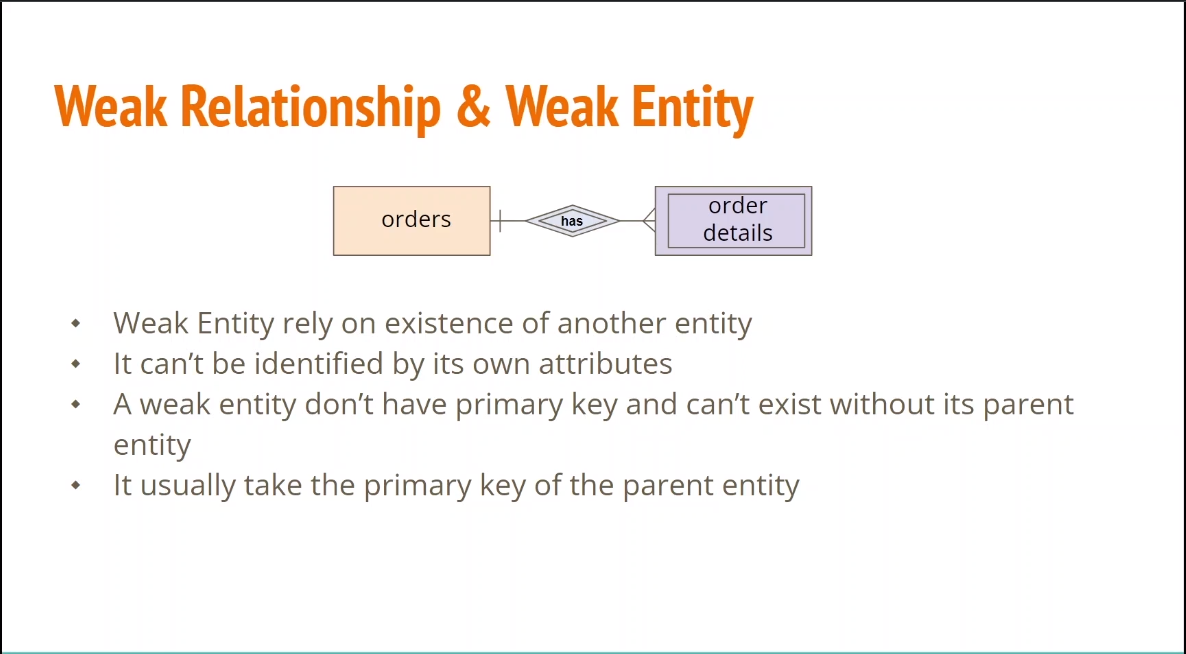 Weak Relationship & Weak Entity
orders
has
order
details
Weak Entity rely on existence of another entity
It can’t be identified by its own attributes
A weak entity don’t have primary key and can’t exist without its parent
entity
It usually take the primary key of the parent entity